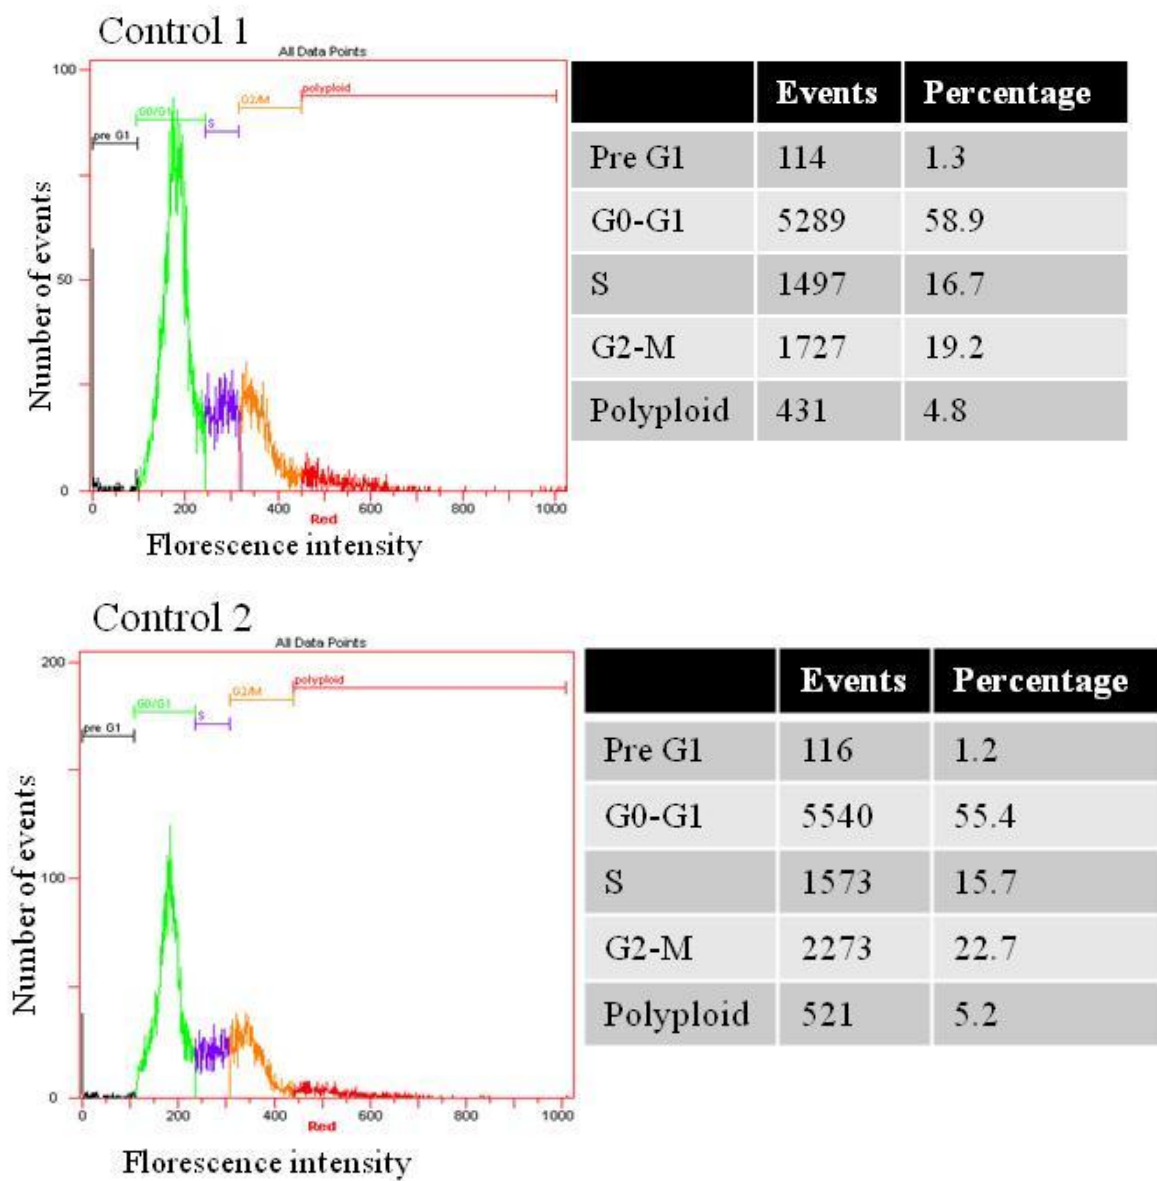 Control 1
All Data Points
100
50
0
pre G1
G0/G1
S
G2/M
polyploid
0 200 400 600 800 1000
Red
Number of events
Florescence intensity
Events Percentage
Pre G1 114 1.3
G0-G1 5289 58.9
S 1497 16.7
G2-M 1727 19.2
Polyploid 431 4.8
Control 2
All Data Points
200
100
0
pre G1
G0/G1
S
G2/M
polyploid
0 200 400 600 800 1000
Red
Number of events
Florescence intensity
Events Percentage
Pre G1 116 1.2
G0-G1 5540 55.4
S 1573 15.7
G2-M 2273 22.7
Polyploid 521 5.2